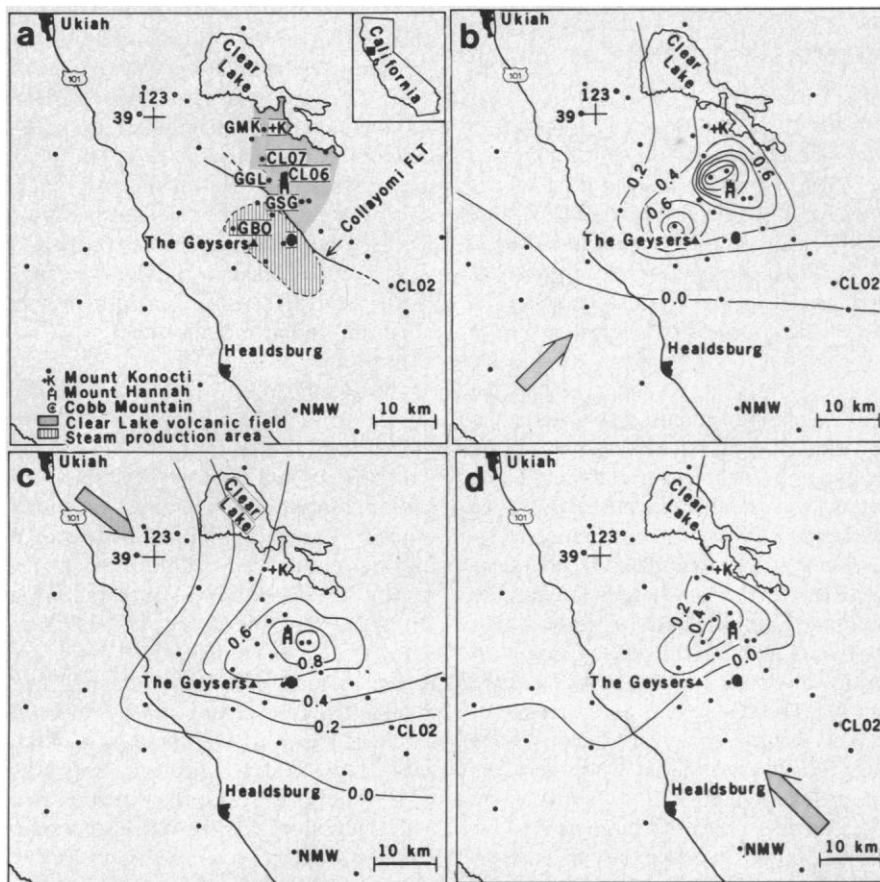 a
Ukiah
101
Clear
Lake
California
123°
39°
GMK
+K
CL07
GGL
CL06
H
GSG
GBO
Collayomi FLT
The Geysers
CL02
Healdsburg
+K Mount Konocti
H Mount Hannah
C Cobb Mountain
Clear Lake volcanic field
Steam production area
NMW
10 km
b
Ukiah
101
Clear
Lake
123°
39°
+K
0.2
0.4
0.6
0.6
H
The Geysers
CL02
0.0
Healdsburg
NMW
10 km
c
Ukiah
101
Clear
Lake
123°
39°
+K
0.6
H
0.8
The Geysers
0.4
0.2
CL02
0.0
Healdsburg
NMW
10 km
d
Ukiah
101
Clear
Lake
123°
39°
+K
0.2
0.4
H
0.0
The Geysers
CL02
Healdsburg
NMW
10 km